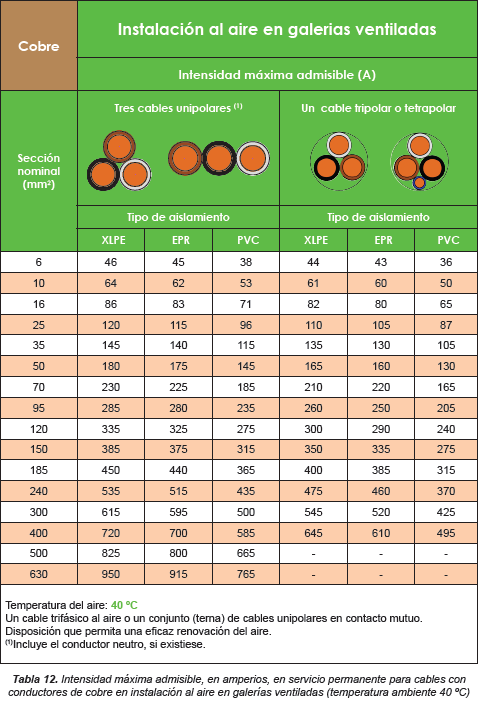 Cobre
Instalación al aire en galerias ventiladas
Intensidad máxima admisible (A)
Sección
nominal
(mm²)
Tres cables unipolares (1)
Un cable tripolar o tetrapolar
Tipo de aislamiento
Tipo de aislamiento
XLPE EPR PVC XLPE EPR PVC
6 46 45 38 44 43 36
10 64 62 53 61 60 50
16 86 83 71 82 80 65
25 120 115 96 110 105 87
35 145 140 115 135 130 105
50 180 175 145 165 160 130
70 230 225 185 210 220 165
95 285 280 235 260 250 205
120 335 325 275 300 290 240
150 385 375 315 350 335 275
185 450 440 365 400 385 315
240 535 515 435 475 460 370
300 615 595 500 545 520 425
400 720 700 585 645 610 495
500 825 800 665 - - -
630 950 915 765 - - -
Temperatura del aire: 40 ºC
Un cable trifásico al aire o un conjunto (terna) de cables unipolares en contacto mutuo.
Disposición que permita una eficaz renovación del aire.
(1)Incluye el conductor neutro, si existiese.
Tabla 12. Intensidad máxima admisible, en amperios, en servicio permanente para cables con
conductores de cobre en instalación al aire en galerías ventiladas (temperatura ambiente 40 ºC)